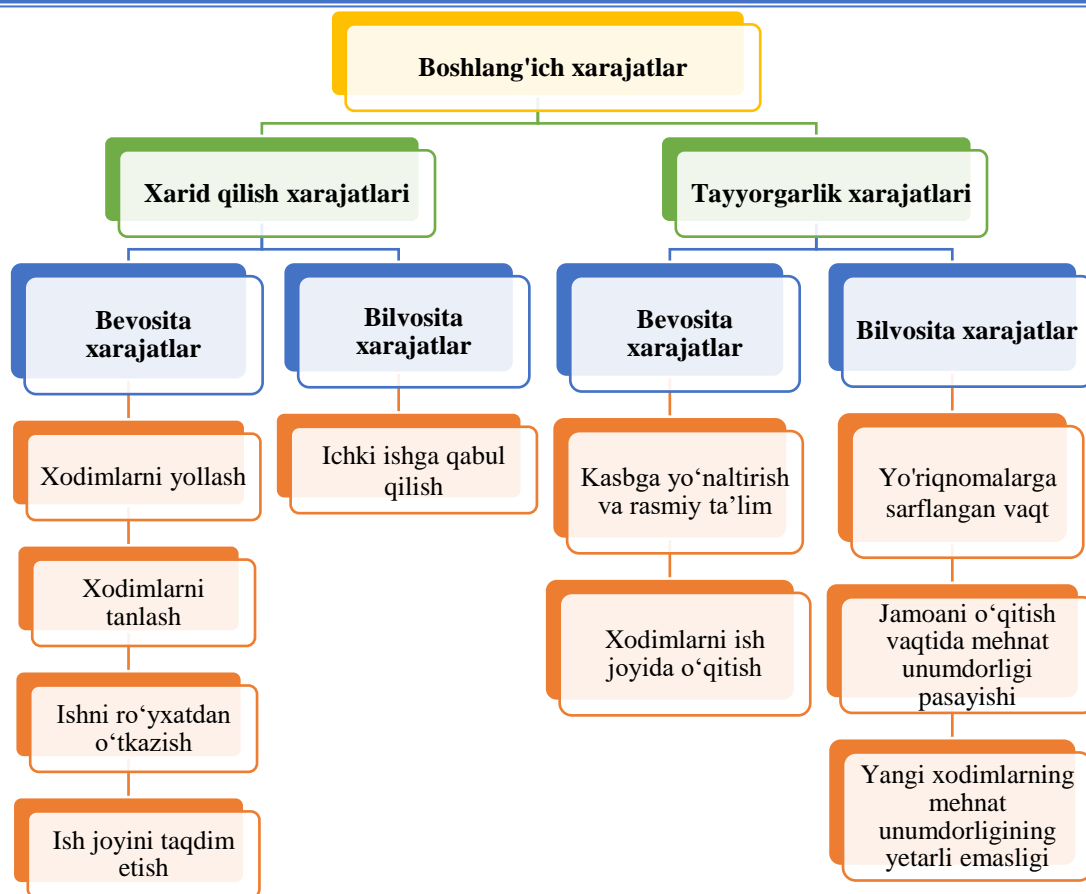 Boshlang'ich xarajatlar
Xarid qilish xarajatlari
Tayyorgarlik xarajatlari
Bevosita
xarajatlar
Bilvosita
xarajatlar
Bevosita
xarajatlar
Bilvosita xarajatlar
Xodimlarni yollash
Xodimlarni
tanlash
Ishni ro‘yxatdan
o‘tkazish
Ish joyini taqdim
etish
Ichki ishga qabul
qilish
Kasbga yo‘naltirish
va rasmiy ta’lim
Xodimlarni ish
joyida o‘qitish
Yo'riqnomalarga
sarflangan vaqt
Jamoani o‘qitish
vaqtida mehnat
unumdorligi
pasayishi
Yangi xodimlarning
mehnat
unumdorligining
yetarli emasligi